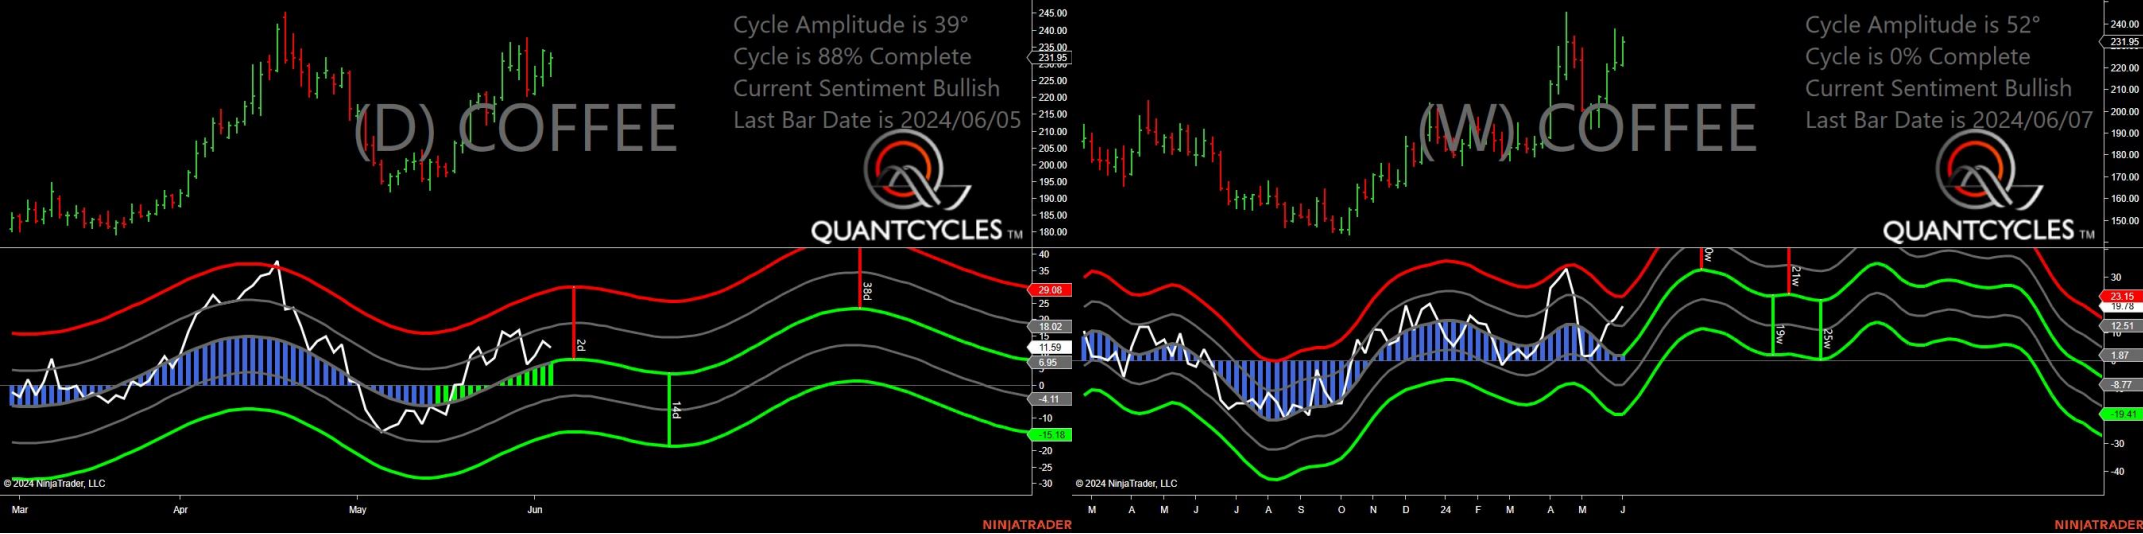 Cycle Amplitude is 39°
Cycle is 88% Complete
Current Sentiment Bullish
Last Bar Date is 2024/06/05
(D) COFFEE
QUANTCYCLES TM
245.00
240.00
235.00
231.95
230.00
225.00
220.00
215.00
210.00
205.00
200.00
195.00
190.00
185.00
180.00
40
35
29.08
25
20
18.02
15
11.59
6.95
5
0
-4.11
-10
-15.18
-20
-25
-30
2d
14d
38d
© 2024 NinjaTrader, LLC
Mar
Apr
May
Jun
NINJATRADER
Cycle Amplitude is 52°
Cycle is 0% Complete
Current Sentiment Bullish
Last Bar Date is 2024/06/07
(W) COFFEE
QUANTCYCLES TM
240.00
231.95
220.00
210.00
200.00
190.00
180.00
170.00
160.00
150.00
30
23.15
19.78
12.51
10
1.87
-8.77
-19.41
-30
-40
21w
19w
25w
© 2024 NinjaTrader, LLC
M A M J J A S O N D 24 F M A M J
NINJATRADER